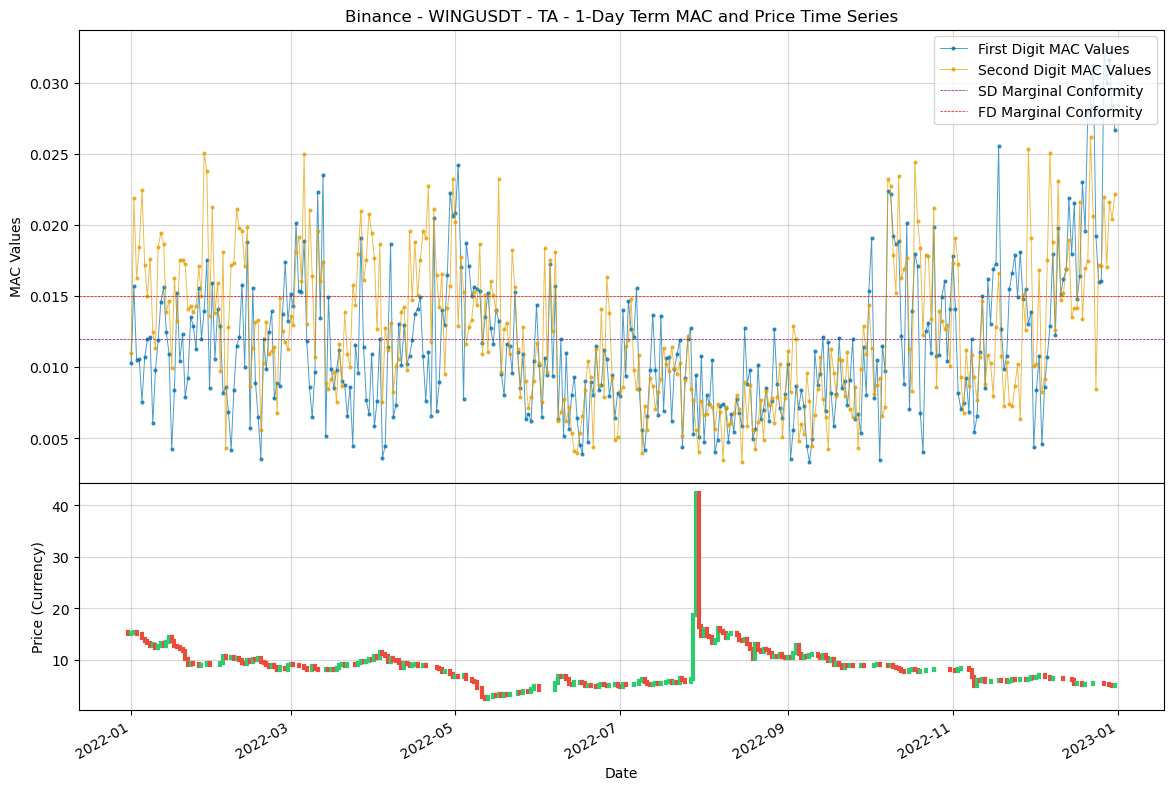 Binance - WINGUSDT - TA - 1-Day Term MAC and Price Time Series
First Digit MAC Values
Second Digit MAC Values
SD Marginal Conformity
FD Marginal Conformity
MAC Values
0.030
0.025
0.020
0.015
0.010
0.005
Price (Currency)
40
30
20
10
2022-01
2022-03
2022-05
2022-07
2022-09
2022-11
2023-01
Date